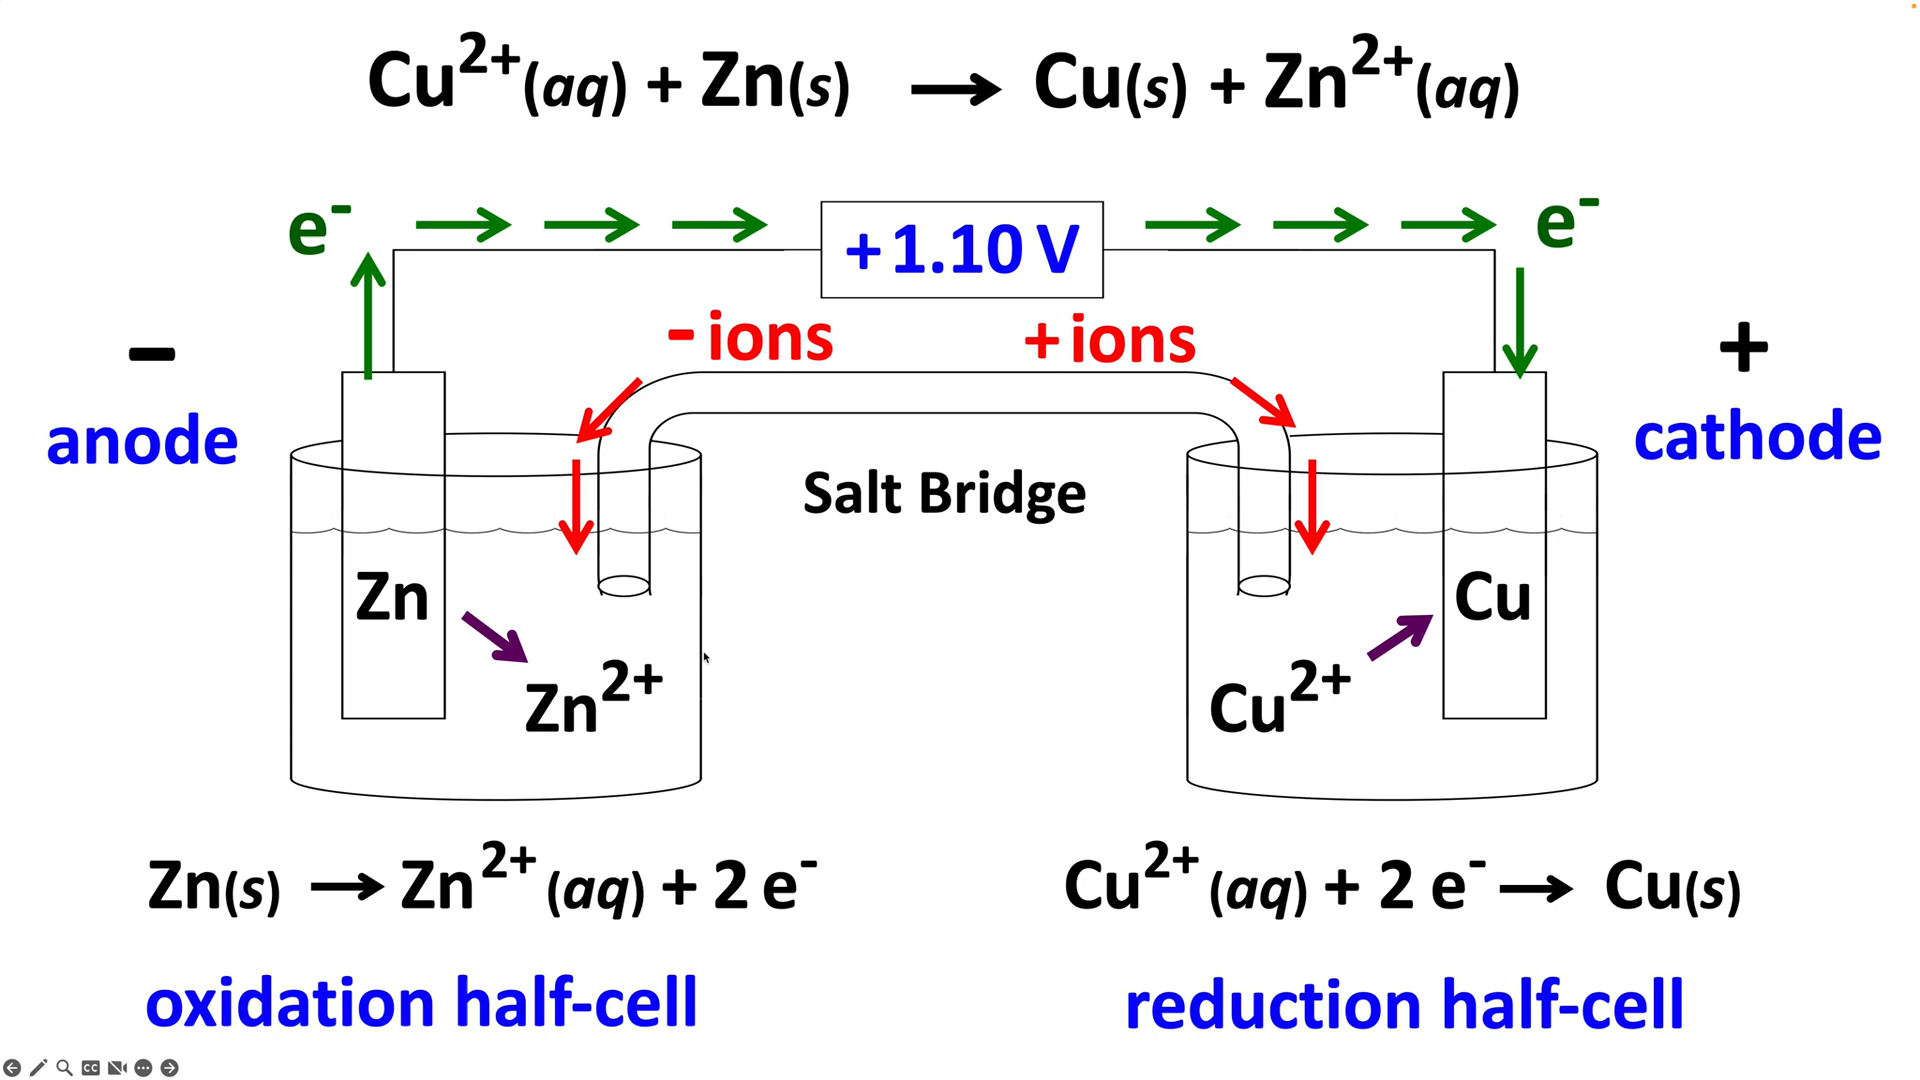 Cu²⁺(aq) + Zn(s) → Cu(s) + Zn²⁺(aq)
e⁻ e⁻
+1.10 V
- ions + ions
− +
anode cathode
Salt Bridge
Zn Cu
Zn²⁺ Cu²⁺
Zn(s) → Zn²⁺ (aq) + 2 e⁻ Cu²⁺ (aq) + 2 e⁻ → Cu(s)
oxidation half-cell reduction half-cell
CC